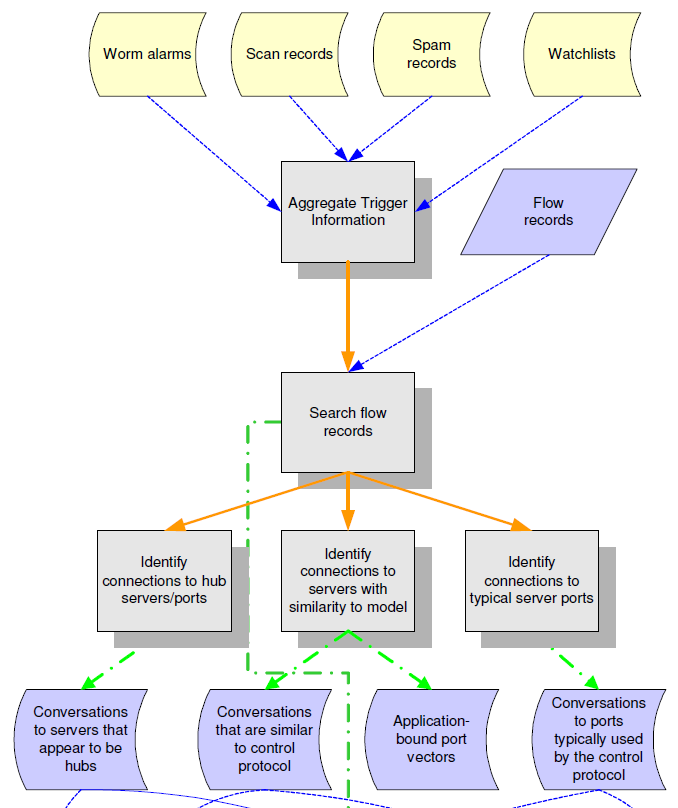 Worm alarms
Scan records
Spam
records
Watchlists
Aggregate Trigger
Information
Flow
records
Search flow
records
Identify
connections to hub
servers/ports
Identify
connections to
servers with
similarity to model
Identify
connections to
typical server ports
Conversations
to servers that
appear to be
hubs
Conversations
that are similar
to control
protocol
Application-
bound port
vectors
Conversations
to ports
typically used
by the control
protocol